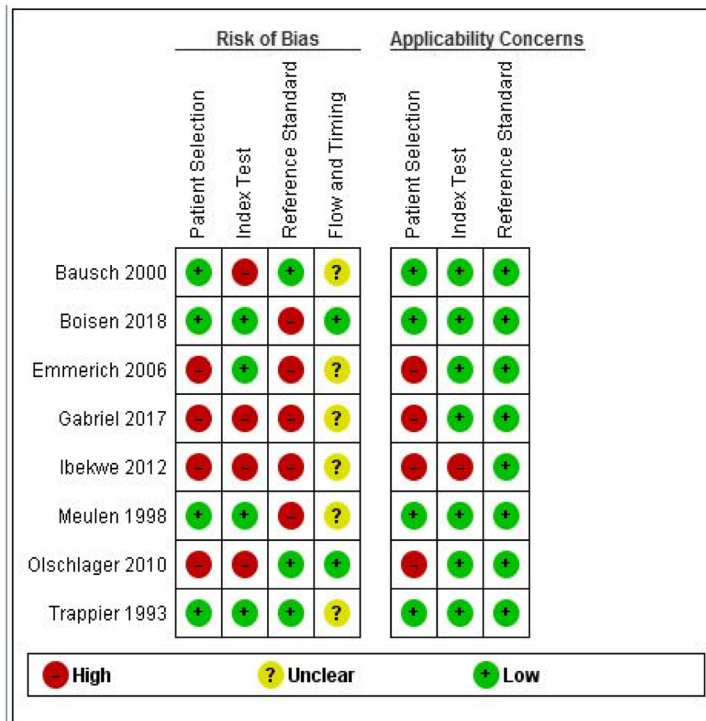 Risk of Bias Applicability Concerns
Patient Selection Index Test Reference Standard Flow and Timing Patient Selection Index Test Reference Standard
Bausch 2000 + - + ? + + +
Boisen 2018 + + - + + + +
Emmerich 2006 - + - ? - + +
Gabriel 2017 - - - ? - + +
Ibekwe 2012 - - - ? - - +
Meulen 1998 + + - ? + + +
Olschlager 2010 - - + + - + +
Trappier 1993 + + + ? + + +
- High ? Unclear + Low